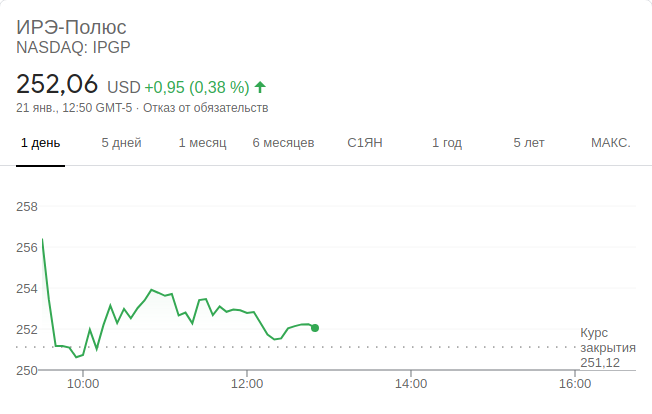 ИРЭ-Полюс
NASDAQ: IPGP
252,06 USD +0,95 (0,38 %)
21 янв., 12:50 GMT-5 · Отказ от обязательств
1 день 5 дней 1 месяц 6 месяцев С1ЯН 1 год 5 лет МАКС.
258
256
254
252
Курс
закрытия
251,12
250
10:00 12:00 14:00 16:00